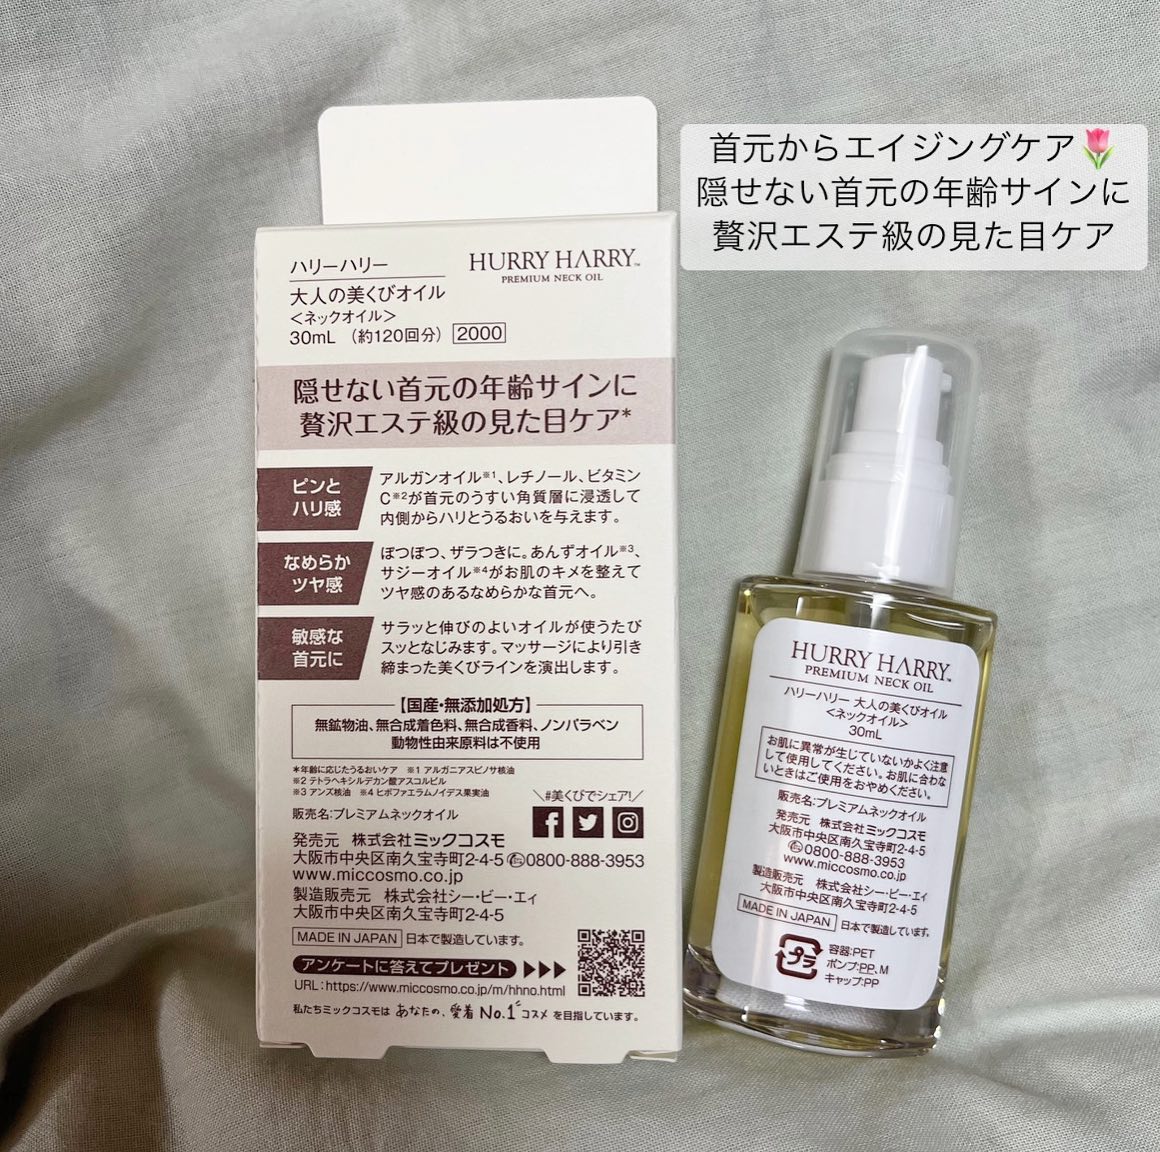 首元からエイジングケア🌷
隠せない首元の年齢サインに
贅沢エステ級の見た目ケア
ハリーハリー
大人の美くびオイル
<ネックオイル>
30mL (約120回分) 2000
HURRY HARRY™
PREMIUM NECK OIL
隠せない首元の年齢サインに
贅沢エステ級の見た目ケア*
ピンと
ハリ感
アルガンオイル※1、レチノール、ビタミン
C※2が首元のうすい角質層に浸透して
内側からハリとうるおいを与えます。
なめらか
ツヤ感
ぽつぽつ、ザラつきに。あんずオイル※3、
サジーオイル※4がお肌のキメを整えて
ツヤ感のあるなめらかな首元へ。
敏感な
首元に
サラッと伸びのよいオイルが使うたび
スッとなじみます。マッサージにより引き
締まった美くびラインを演出します。
【国産・無添加処方】
無鉱物油、無合成着色料、無合成香料、ノンパラベン
動物性由来原料は不使用
*年齢に応じたうるおいケア ※1 アルガニアスピノサ核油
※2 テトラヘキシルデカン酸アスコルビル
※3 アンズ核油 ※4 ヒポファエラムノイデス果実油
\#美くびでシェア!/
販売名:プレミアムネックオイル
発売元 株式会社ミックコスモ
大阪市中央区南久宝寺町2-4-5 0800-888-3953
www.miccosmo.co.jp
製造販売元 株式会社シー・ビー・エィ
大阪市中央区南久宝寺町2-4-5
MADE IN JAPAN 日本で製造しています。
アンケートに答えてプレゼント ▶▶▶
URL:https://www.miccosmo.co.jp/m/hhno.html
私たちミックコスモは あなたの、愛着 No.1 コスメ を目指しています。
HURRY HARRY™
PREMIUM NECK OIL
ハリーハリー 大人の美くびオイル
<ネックオイル>
30mL
お肌に異常が生じていないかよく注意
して使用してください。お肌に合わな
いときはご使用をおやめください。
販売名:プレミアムネックオイル
発売元 株式会社ミックコスモ
大阪市中央区南久宝寺町2-4-5
0800-888-3953
www.miccosmo.co.jp
製造販売元 株式会社シー・ビー・エィ
大阪市中央区南久宝寺町2-4-5
MADE IN JAPAN 日本で製造しています。
プラ
容器:PET
ポンプ:PP、M
キャップ:PP